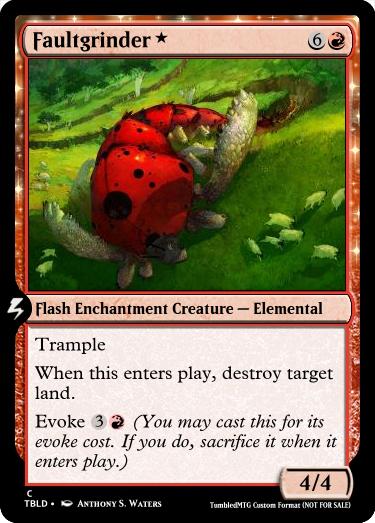 Faultgrinder ★ 6
Flash Enchantment Creature — Elemental
Trample
When this enters play, destroy target
land.
Evoke 3 (You may cast this for its
evoke cost. If you do, sacrifice it when it
enters play.)
4/4
C
TBLD • Anthony S. Waters
TumbledMTG Custom Format (NOT FOR SALE)